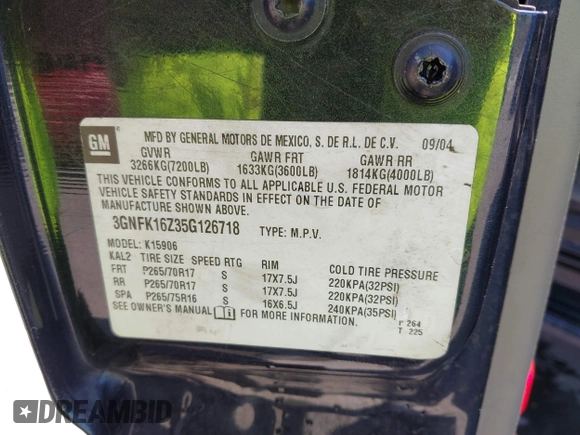 GM
MFD BY GENERAL MOTORS DE MEXICO, S. DE R.L. DE C.V. 09/04
GVWR GAWR FRT GAWR RR
3266KG(7200LB) 1633KG(3600LB) 1814KG(4000LB)
THIS VEHICLE CONFORMS TO ALL APPLICABLE U.S. FEDERAL MOTOR
VEHICLE SAFETY STANDARDS IN EFFECT ON THE DATE OF
MANUFACTURE SHOWN ABOVE.
3GNFK16Z35G126718 TYPE: M.P.V.
MODEL: K15906
KAL2 TIRE SIZE SPEED RTG RIM COLD TIRE PRESSURE
FRT P265/70R17 S 17X7.5J 220KPA(32PSI)
RR P265/70R17 S 17X7.5J 220KPA(32PSI)
SPA P265/75R16 S 16X6.5J 240KPA(35PSI)
SEE OWNER'S MANUAL FOR MORE INFORMATION.
264
T 225
DREAMBID